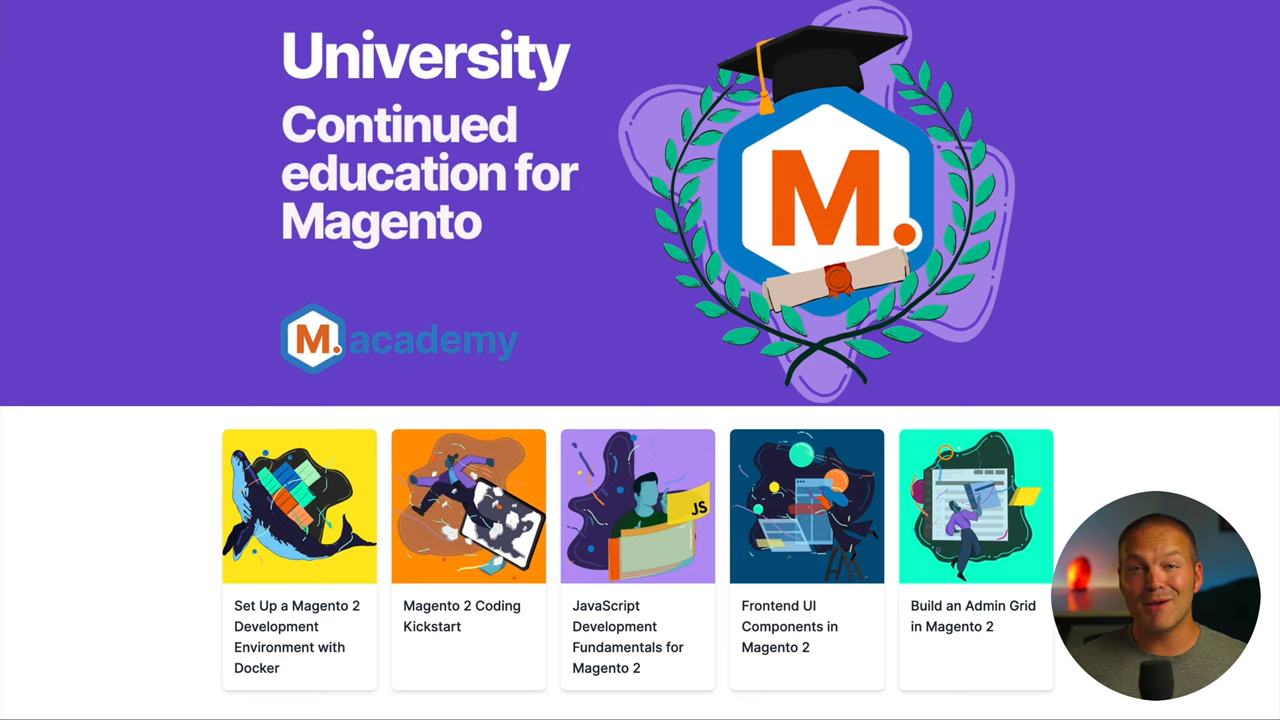 University
Continued
education for
Magento
M.
M.academy
JS
Set Up a Magento 2
Development
Environment with
Docker
Magento 2 Coding
Kickstart
JavaScript
Development
Fundamentals for
Magento 2
Frontend UI
Components in
Magento 2
Build an Admin Grid
in Magento 2